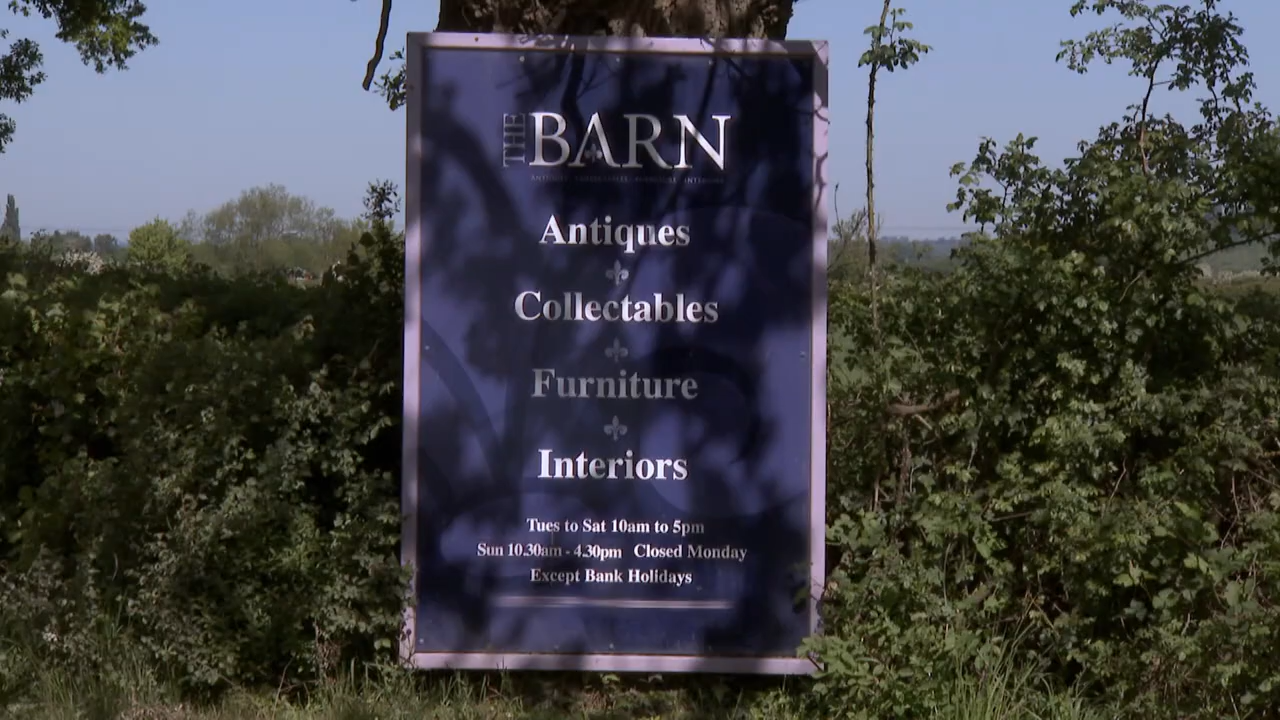 THE BARN
Antiques
Collectables
Furniture
Interiors
Tues to Sat 10am to 5pm
Sun 10.30am - 4.30pm Closed Monday
Except Bank Holidays